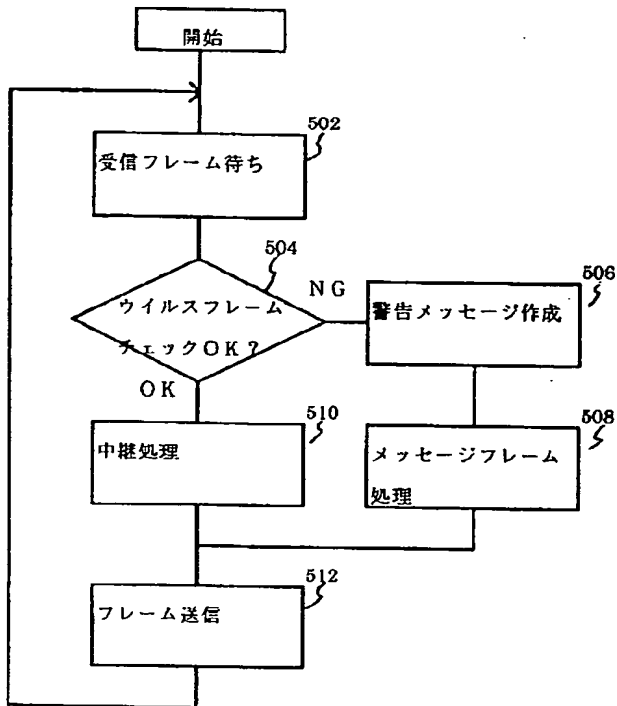 開始
502
受信フレーム待ち
504
ウイルスフレーム
チェックOK?
NG
506
警告メッセージ作成
OK
510
中継処理
508
メッセージフレーム
処理
512
フレーム送信